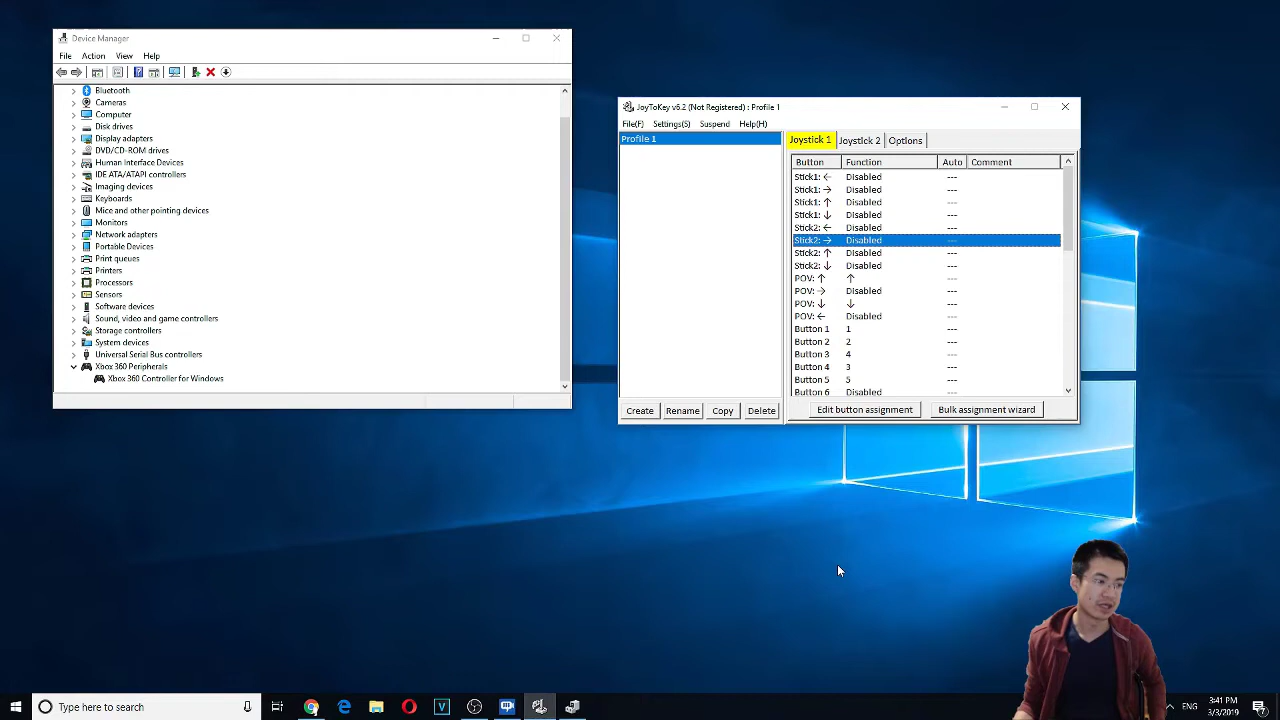 Device Manager
File Action View Help
Bluetooth
Cameras
Computer
Disk drives
Display adapters
DVD/CD-ROM drives
Human Interface Devices
IDE ATA/ATAPI controllers
Imaging devices
Keyboards
Mice and other pointing devices
Monitors
Network adapters
Portable Devices
Print queues
Printers
Processors
Sensors
Software devices
Sound, video and game controllers
Storage controllers
System devices
Universal Serial Bus controllers
Xbox 360 Peripherals
Xbox 360 Controller for Windows
JoyToKey v6.2 (Not Registered) : Profile 1
File(F) Settings(S) Suspend Help(H)
Profile 1
Create Rename Copy Delete
Joystick 1 Joystick 2 Options
Button Function Auto Comment
Stick1: ← Disabled ---
Stick1: → Disabled ---
Stick1: ↑ Disabled ---
Stick1: ↓ Disabled ---
Stick2: ← Disabled ---
Stick2: → Disabled ---
Stick2: ↑ Disabled ---
Stick2: ↓ Disabled ---
POV: ↑ ↑ ---
POV: → Disabled ---
POV: ↓ ↓ ---
POV: ← Disabled ---
Button 1 1 ---
Button 2 2 ---
Button 3 4 ---
Button 4 3 ---
Button 5 5 ---
Button 6 Disabled ---
Edit button assignment Bulk assignment wizard
Type here to search
ENG
3:41 PM
3/3/2019